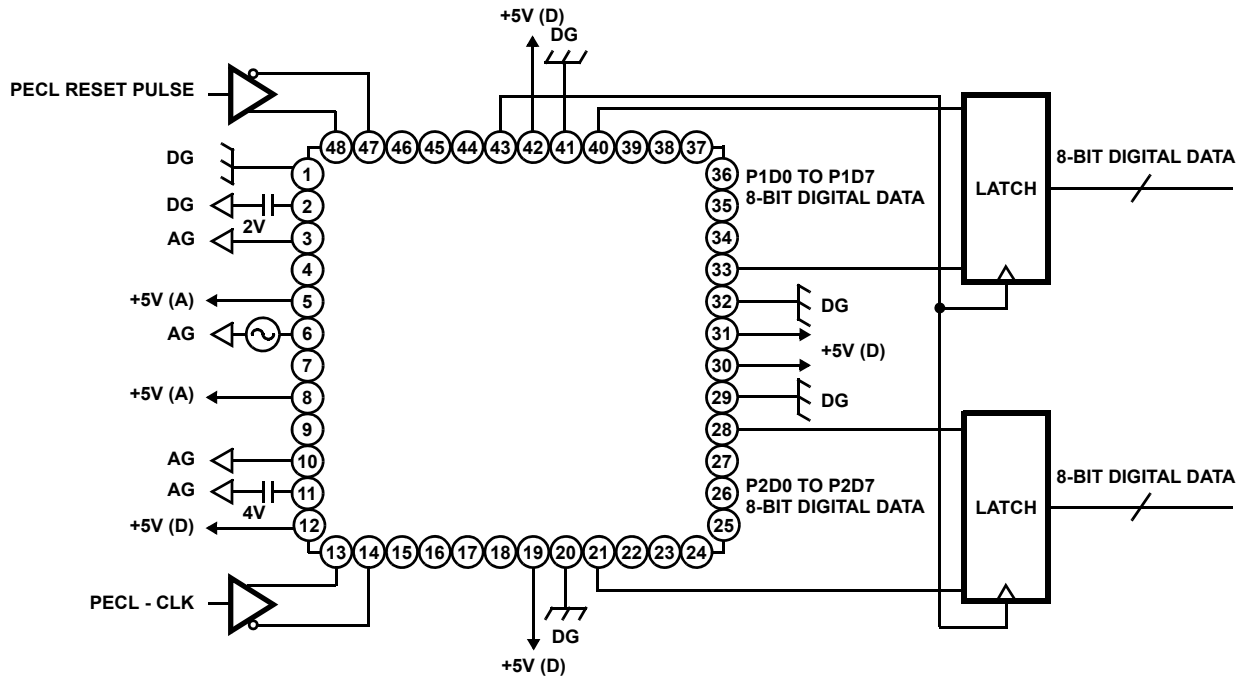 +5V (D)
DG
PECL RESET PULSE
48 47 46 45 44 43 42 41 40 39 38 37
DG
1
DG
2V
2
AG
3
4
+5V (A)
5
AG
6
7
+5V (A)
8
9
AG
10
AG
4V
11
+5V (D)
12
36
P1D0 TO P1D7
8-BIT DIGITAL DATA
35
34
33
32
DG
31
+5V (D)
30
29
DG
28
27
26
P2D0 TO P2D7
8-BIT DIGITAL DATA
25
13 14 15 16 17 18 19 20 21 22 23 24
PECL - CLK
DG
+5V (D)
LATCH
8-BIT DIGITAL DATA
LATCH
8-BIT DIGITAL DATA